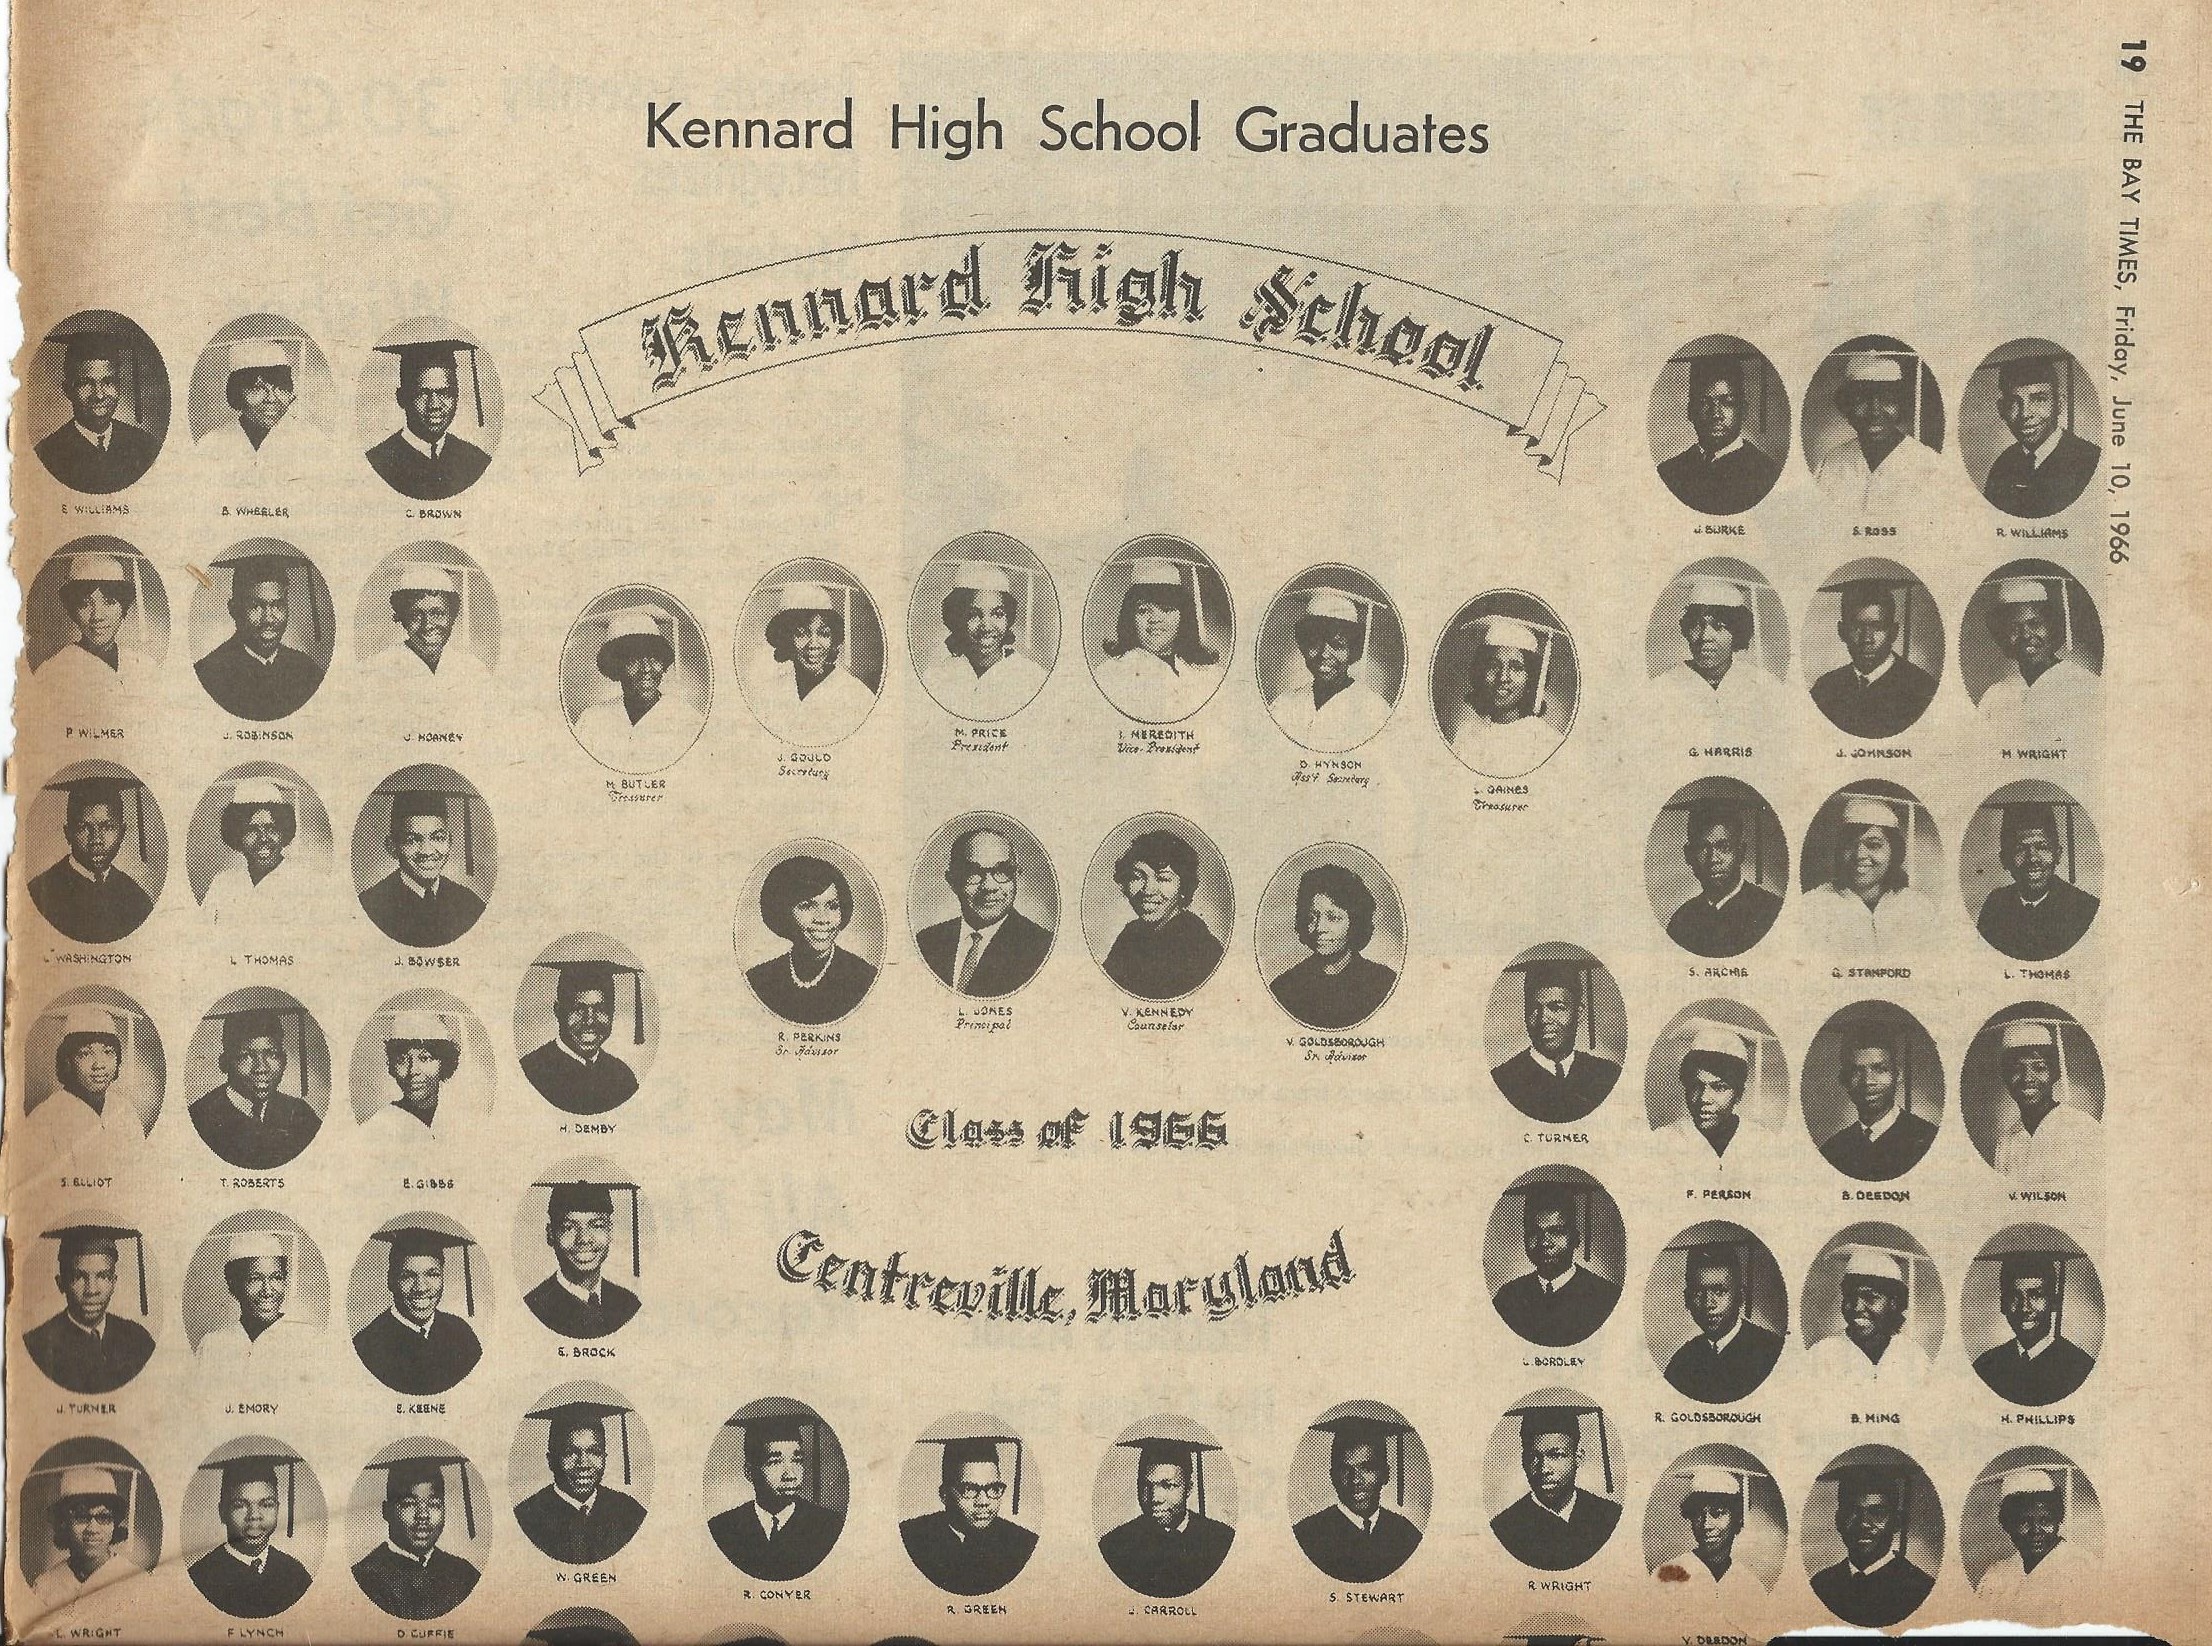 19 THE BAY TIMES, Friday, June 10, 1966
Kennard High School Graduates
Kennard High School
E. WILLIAMS
B. WHEELER
C. BROWN
J. BURKE
S. ROSS
R. WILLIAMS
P. WILMER
J. ROBINSON
J. HOANEY
M. BUTLER
Treasurer
J. GOULD
Secretary
M. PRICE
President
I. MEREDITH
Vice-President
D. HYNSON
Ass't Secretary
L. GAINES
Treasurer
G. HARRIS
J. JOHNSON
M. WRIGHT
L. WASHINGTON
L. THOMAS
J. BOWSER
R. PERKINS
Sr. Advisor
L. JONES
Principal
V. KENNEDY
Counselor
V. GOLDSBOROUGH
Sr. Advisor
S. ARCHIE
G. STANFORD
L. THOMAS
S. ELLIOT
T. ROBERTS
E. GIBBS
H. DEMBY
Class of 1966
C. TURNER
F. PERSON
B. DEEDON
V. WILSON
J. TURNER
J. EMORY
E. KEENE
E. BROCK
Centreville, Maryland
L. BORDLEY
R. GOLDSBOROUGH
B. MING
H. PHILLIPS
L. WRIGHT
F. LYNCH
D. CUFFIE
W. GREEN
R. CONYER
R. GREEN
J. CARROLL
S. STEWART
R. WRIGHT
V. DEEDON